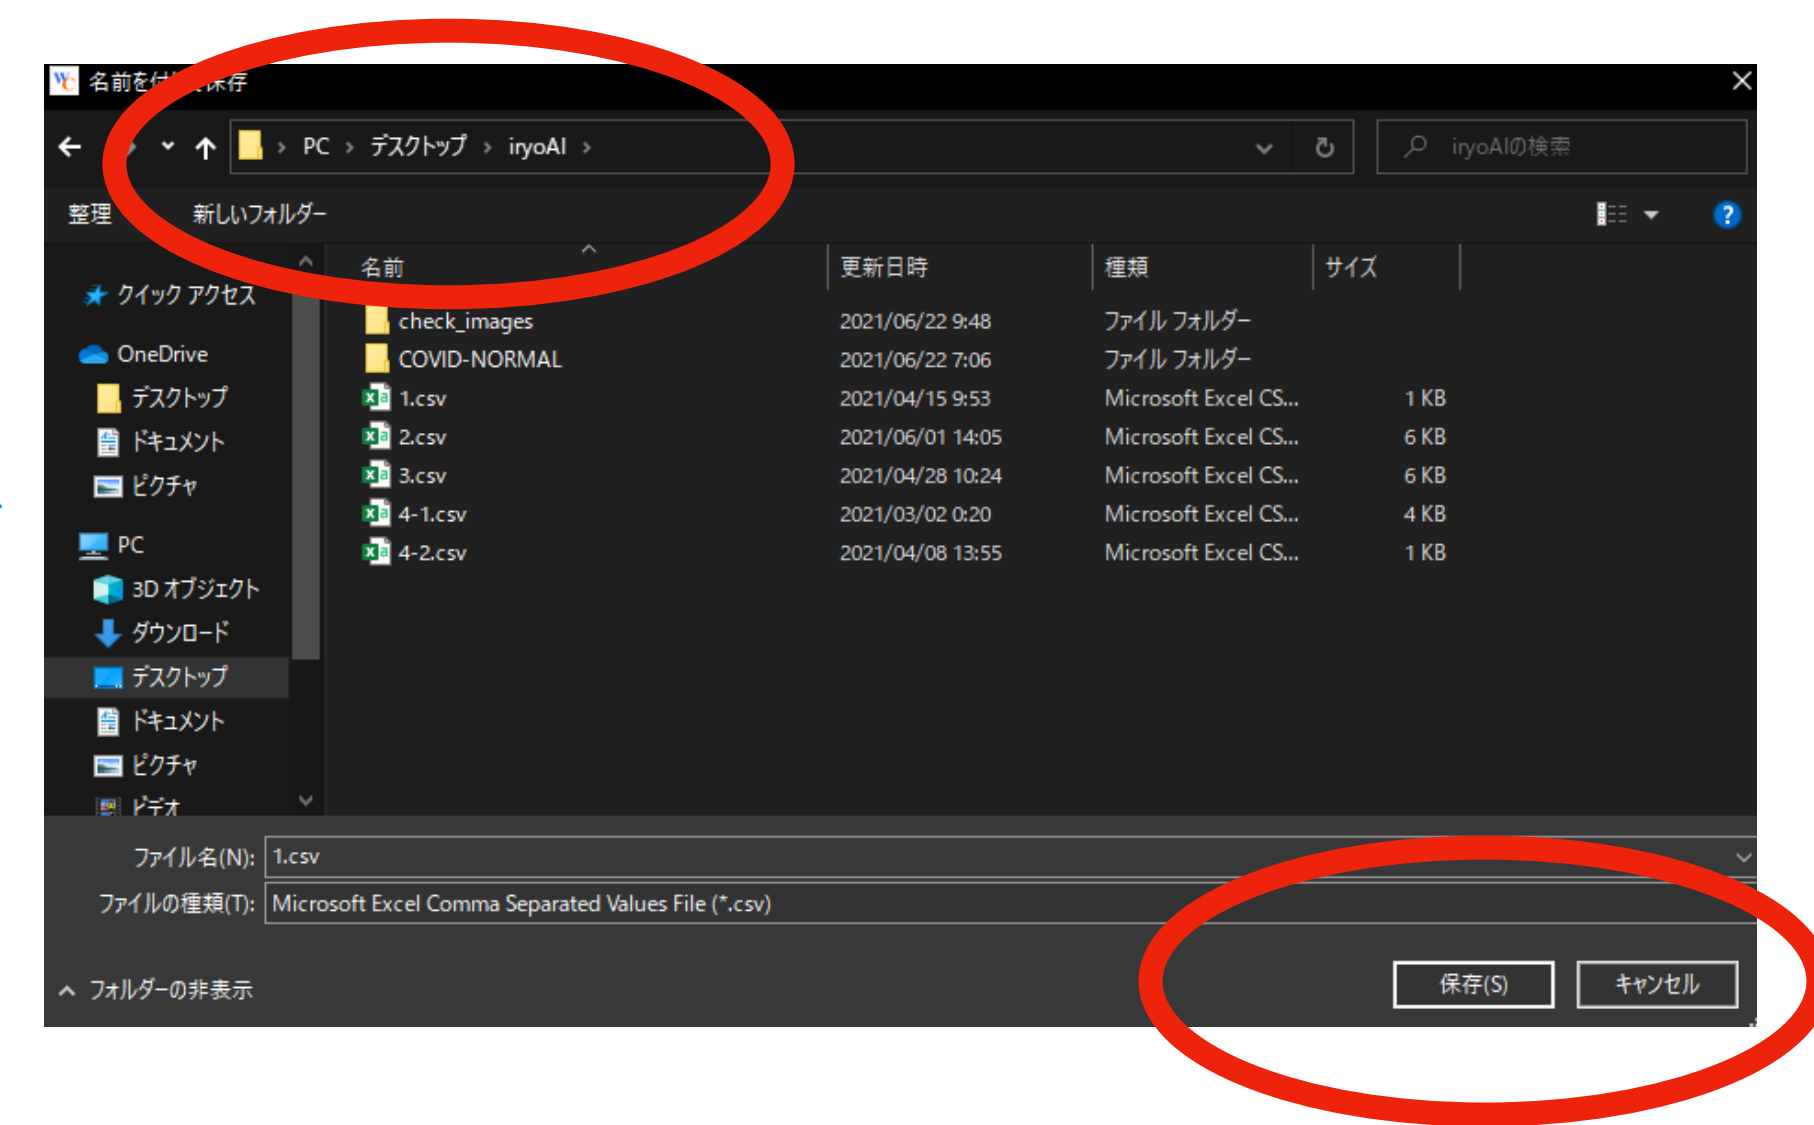 名前を付けて保存
PC › デスクトップ › iryoAI ›
iryoAIの検索
整理
新しいフォルダー
名前 更新日時 種類 サイズ
クイック アクセス
OneDrive
デスクトップ
ドキュメント
ピクチャ
PC
3D オブジェクト
ダウンロード
デスクトップ
ドキュメント
ピクチャ
ビデオ
check_images 2021/06/22 9:48 ファイル フォルダー
COVID-NORMAL 2021/06/22 7:06 ファイル フォルダー
1.csv 2021/04/15 9:53 Microsoft Excel CS... 1 KB
2.csv 2021/06/01 14:05 Microsoft Excel CS... 6 KB
3.csv 2021/04/28 10:24 Microsoft Excel CS... 6 KB
4-1.csv 2021/03/02 0:20 Microsoft Excel CS... 4 KB
4-2.csv 2021/04/08 13:55 Microsoft Excel CS... 1 KB
ファイル名(N): 1.csv
ファイルの種類(T): Microsoft Excel Comma Separated Values File (*.csv)
フォルダーの非表示
保存(S)
キャンセル